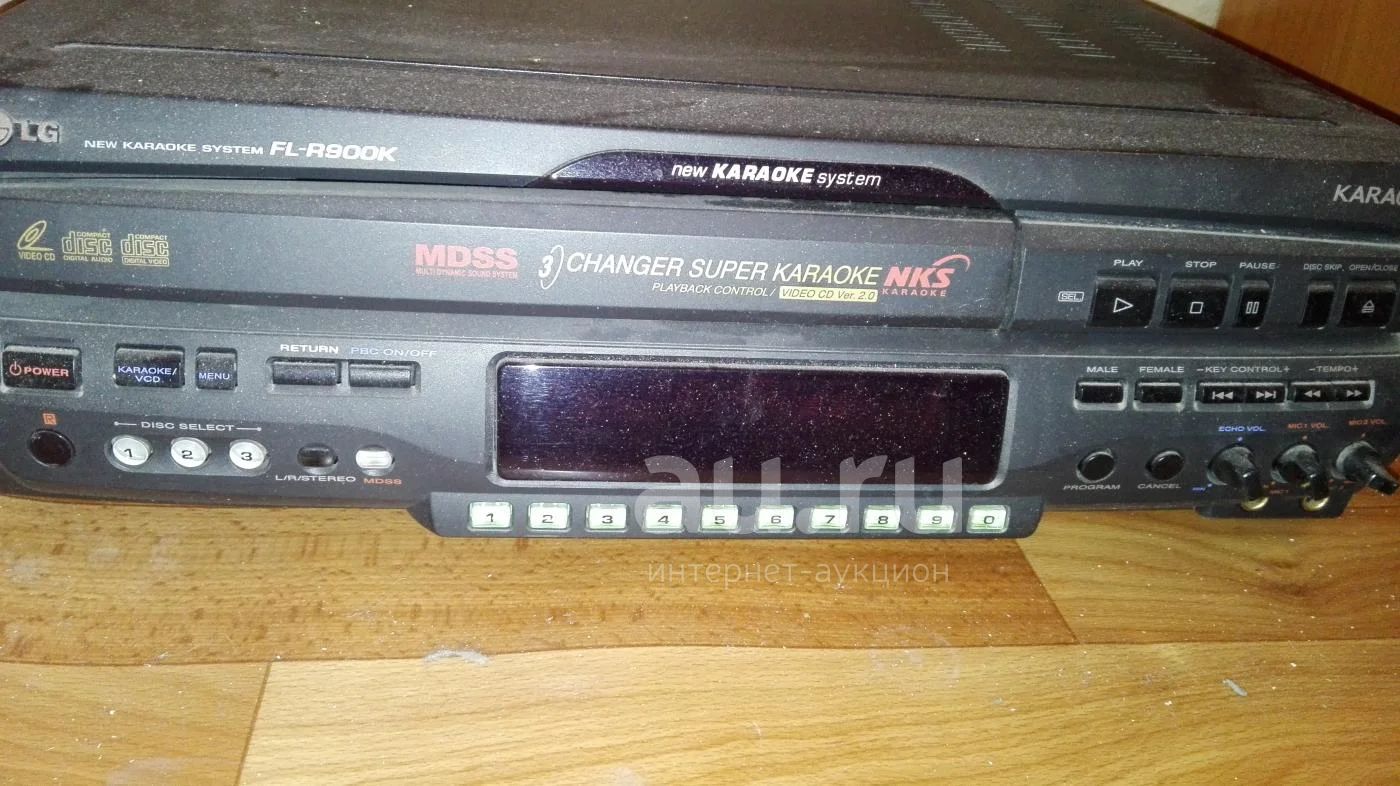 LG
NEW KARAOKE SYSTEM FL-R900K
new KARAOKE system
VIDEO CD
COMPACT disc DIGITAL AUDIO
COMPACT disc DIGITAL VIDEO
MDSS
MULTI DYNAMIC SOUND SYSTEM
3 CHANGER SUPER KARAOKE
PLAYBACK CONTROL/ VIDEO CD Ver. 2.0
NKS
KARAOKE
PLAY STOP PAUSE DISC SKIP OPEN/CLOSE
SEL
POWER
KARAOKE/
VCD
MENU
RETURN PBC ON/OFF
MALE FEMALE -KEY CONTROL+ -TEMPO+
R
DISC SELECT
1 2 3
L/R/STEREO MDSS
ECHO VOL. MIC1 VOL. MIC2 VOL.
PROGRAM CANCEL
1 2 3 4 5 6 7 8 9 0
au.ru
интернет-аукцион